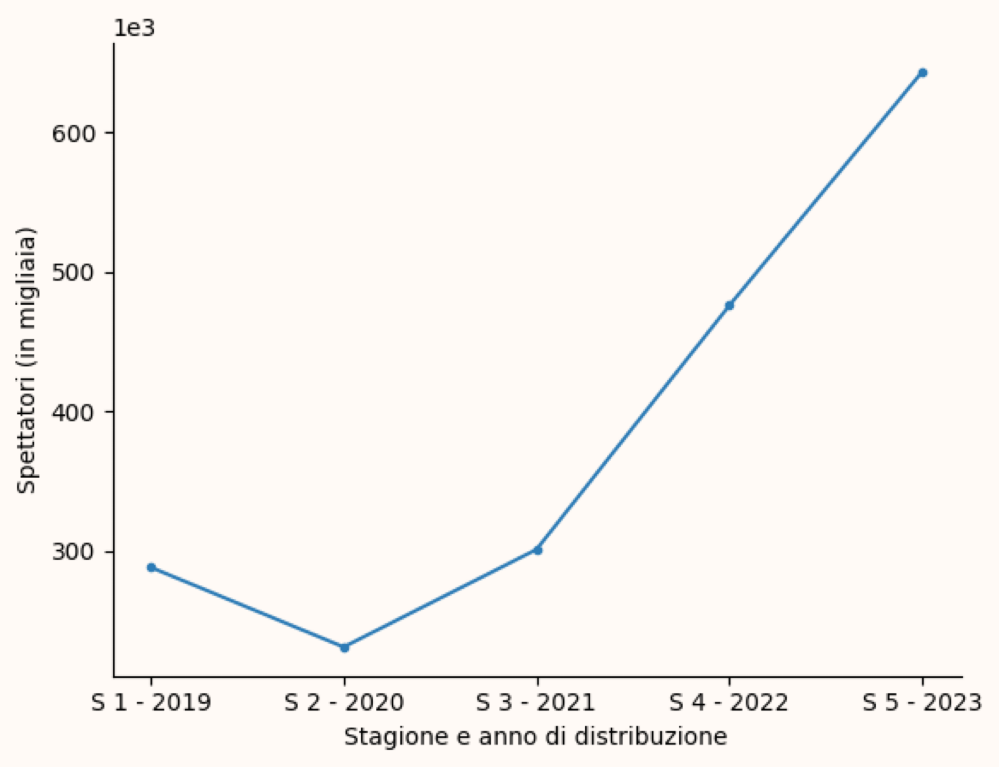 1e3
600
500
400
300
Spettatori (in migliaia)
S 1 - 2019
S 2 - 2020
S 3 - 2021
S 4 - 2022
S 5 - 2023
Stagione e anno di distribuzione